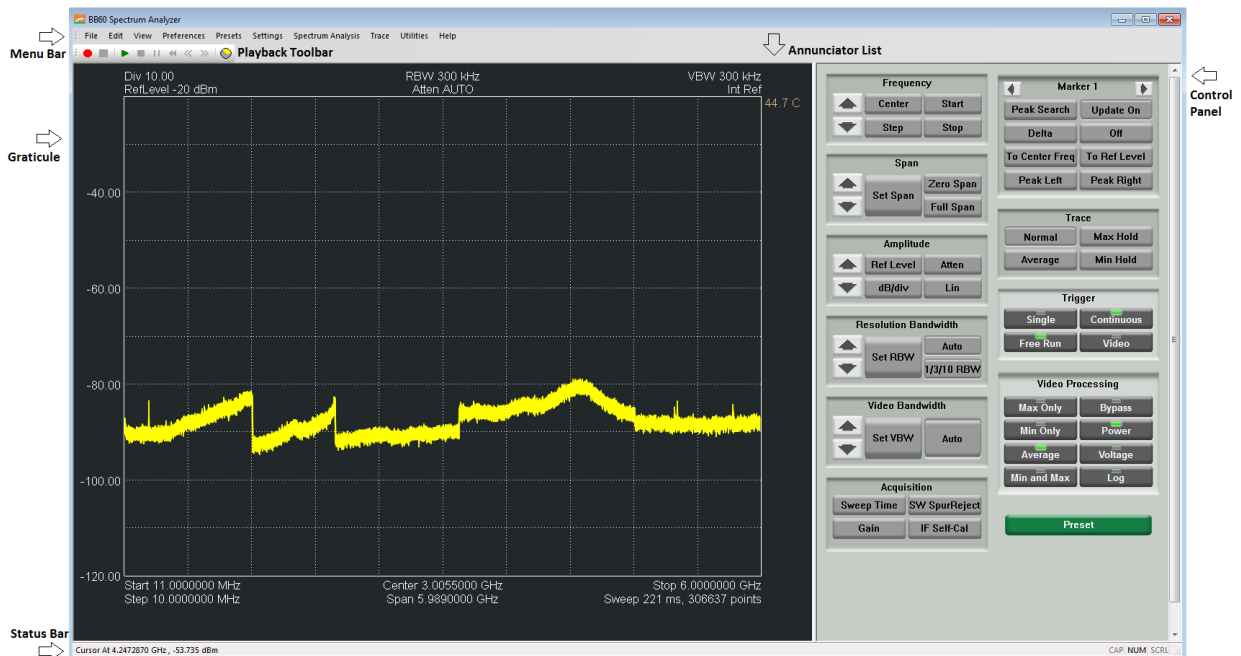 BB60 Spectrum Analyzer
File Edit View Preferences Presets Settings Spectrum Analysis Trace Utilities Help
Menu Bar
Playback Toolbar
Annunciator List
Control
Panel
Graticule
Div 10.00 RBW 300 kHz VBW 300 kHz
RefLevel -20 dBm Atten AUTO Int Ref
44.7 C
-40.00
-60.00
-80.00
-100.00
-120.00
Start 11.0000000 MHz Center 3.0055000 GHz Stop 6.0000000 GHz
Step 10.0000000 MHz Span 5.9890000 GHz Sweep 221 ms, 306637 points
Frequency
Center Start
Step Stop
Span
Set Span
Zero Span
Full Span
Amplitude
Ref Level Atten
dB/div Lin
Resolution Bandwidth
Set RBW
Auto
1/3/10 RBW
Video Bandwidth
Set VBW Auto
Acquisition
Sweep Time SW SpurReject
Gain IF Self-Cal
Marker 1
Peak Search Update On
Delta Off
To Center Freq To Ref Level
Peak Left Peak Right
Trace
Normal Max Hold
Average Min Hold
Trigger
Single Continuous
Free Run Video
Video Processing
Max Only Bypass
Min Only Power
Average Voltage
Min and Max Log
Preset
Status Bar
Cursor At 4.2472870 GHz , -53.735 dBm
CAP NUM SCRL